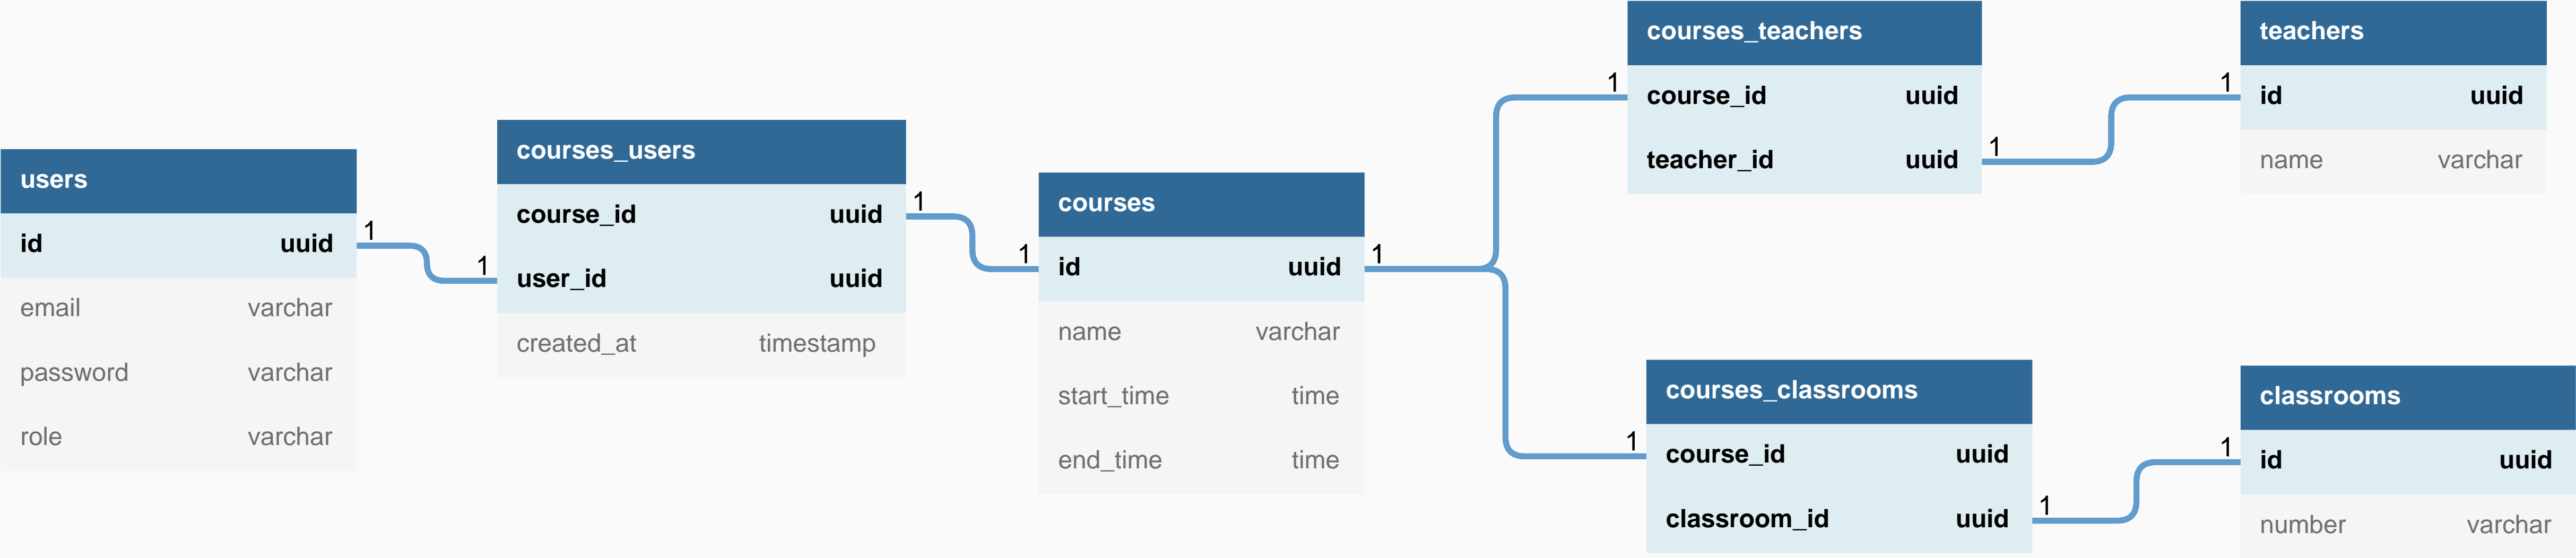 users
id uuid
email varchar
password varchar
role varchar
1
1
courses_users
course_id uuid
user_id uuid
created_at timestamp
1
1
courses
id uuid
name varchar
start_time time
end_time time
1
1
courses_teachers
course_id uuid
teacher_id uuid
1
1
teachers
id uuid
name varchar
1
courses_classrooms
course_id uuid
classroom_id uuid
1
1
classrooms
id uuid
number varchar